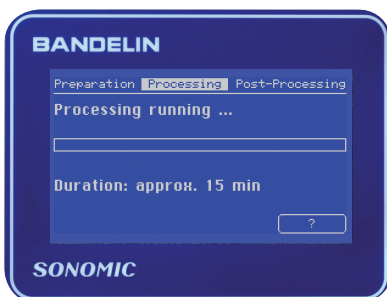 BANDELIN
Preparation Processing Post-Processing
Processing running ...
Duration: approx. 15 min
?
SONOMIC